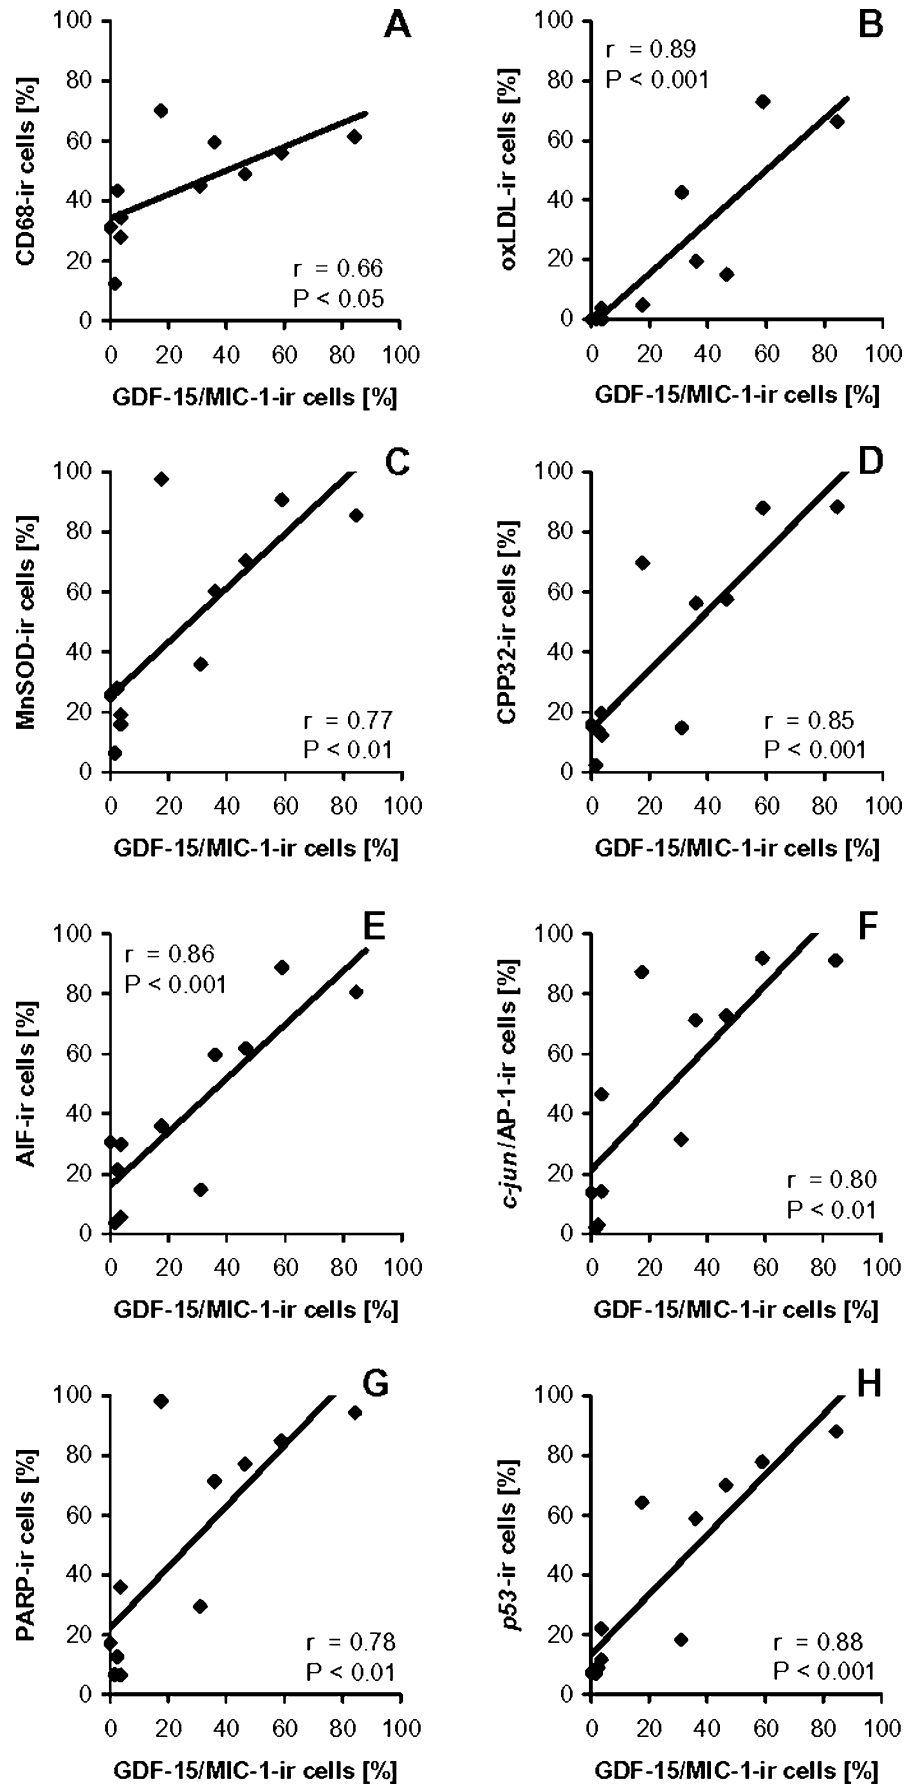 A
100
80
60
40
20
0
CD68-ir cells [%]
r = 0.66
P < 0.05
0 20 40 60 80 100
GDF-15/MIC-1-ir cells [%]
B
100
80
60
40
20
0
oxLDL-ir cells [%]
r = 0.89
P < 0.001
0 20 40 60 80 100
GDF-15/MIC-1-ir cells [%]
C
100
80
60
40
20
0
MnSOD-ir cells [%]
r = 0.77
P < 0.01
0 20 40 60 80 100
GDF-15/MIC-1-ir cells [%]
D
100
80
60
40
20
0
CPP32-ir cells [%]
r = 0.85
P < 0.001
0 20 40 60 80 100
GDF-15/MIC-1-ir cells [%]
E
100
80
60
40
20
0
AIF-ir cells [%]
r = 0.86
P < 0.001
0 20 40 60 80 100
GDF-15/MIC-1-ir cells [%]
F
100
80
60
40
20
0
c-jun/AP-1-ir cells [%]
r = 0.80
P < 0.01
0 20 40 60 80 100
GDF-15/MIC-1-ir cells [%]
G
100
80
60
40
20
0
PARP-ir cells [%]
r = 0.78
P < 0.01
0 20 40 60 80 100
GDF-15/MIC-1-ir cells [%]
H
100
80
60
40
20
0
p53-ir cells [%]
r = 0.88
P < 0.001
0 20 40 60 80 100
GDF-15/MIC-1-ir cells [%]